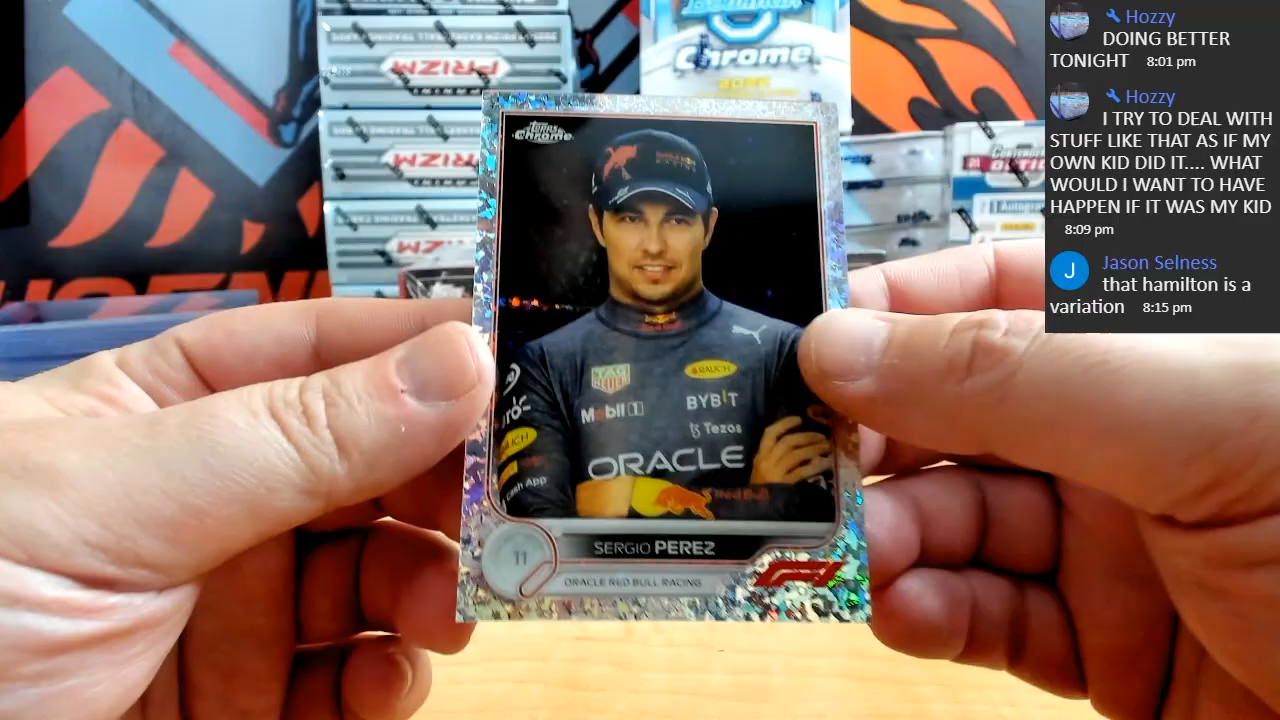 Hozzy
DOING BETTER
TONIGHT 8:01 pm
Hozzy
I TRY TO DEAL WITH
STUFF LIKE THAT AS IF MY
OWN KID DID IT.... WHAT
WOULD I WANT TO HAVE
HAPPEN IF IT WAS MY KID
8:09 pm
J Jason Selness
that hamilton is a
variation 8:15 pm
PRIZM
PRIZM
PRIZM
Chrome
Topps
Chrome
TAG
HEUER
RAUCH
Mobil 1
BYBIT
Tezos
ORACLE
Cash App
Red Bull
11
SERGIO PEREZ
ORACLE RED BULL RACING
F1